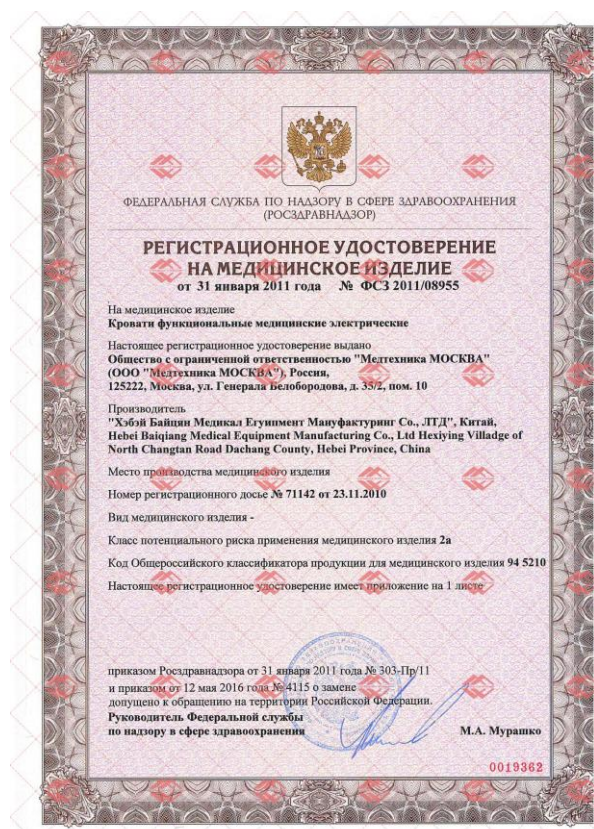 ФЕДЕРАЛЬНАЯ СЛУЖБА ПО НАДЗОРУ В СФЕРЕ ЗДРАВООХРАНЕНИЯ
(РОСЗДРАВНАДЗОР)
РЕГИСТРАЦИОННОЕ УДОСТОВЕРЕНИЕ
НА МЕДИЦИНСКОЕ ИЗДЕЛИЕ
от 31 января 2011 года № ФСЗ 2011/08955
На медицинское изделие
Кровати функциональные медицинские электрические
Настоящее регистрационное удостоверение выдано
Общество с ограниченной ответственностью "Медтехника МОСКВА"
(ООО "Медтехника МОСКВА"), Россия,
125222, Москва, ул. Генерала Белобородова, д. 35/2, пом. 10
Производитель
"Хэбэй Байцян Медикал Егуипмент Мануфактуринг Со., ЛТД", Китай,
Hebei Baiqiang Medical Equipment Manufacturing Co., Ltd Hexiying Villadge of
North Changtan Road Dachang County, Hebei Province, China
Место производства медицинского изделия
Номер регистрационного досье № 71142 от 23.11.2010
Вид медицинского изделия -
Класс потенциального риска применения медицинского изделия 2а
Код Общероссийского классификатора продукции для медицинского изделия 94 5210
Настоящее регистрационное удостоверение имеет приложение на 1 листе
приказом Росздравнадзора от 31 января 2011 года № 303-Пр/11
и приказом от 12 мая 2016 года № 4115 о замене
допущено к обращению на территории Российской Федерации.
Руководитель Федеральной службы
по надзору в сфере здравоохранения М.А. Мурашко
0019362